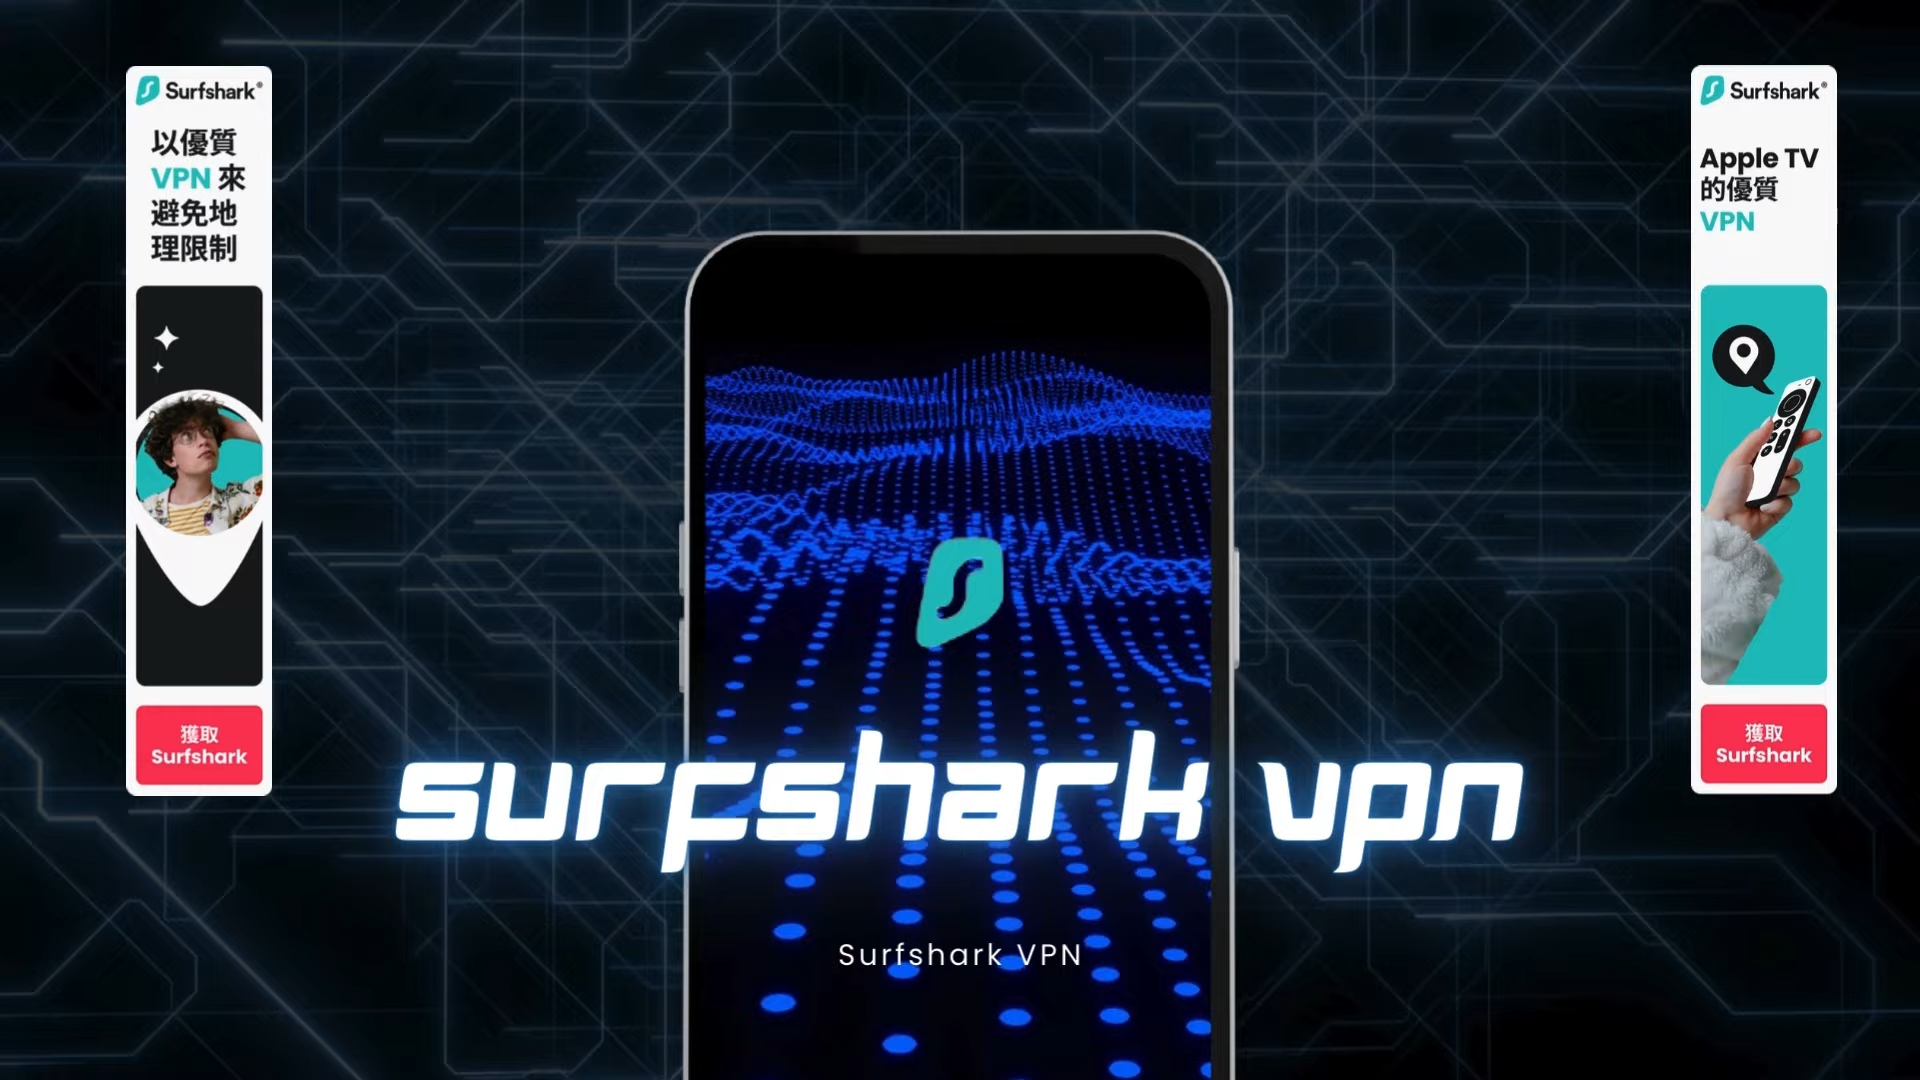 Surfshark®
以優質
VPN 來
避免地
理限制
獲取
Surfshark
surfshark vpn
Surfshark VPN
Surfshark®
Apple TV
的優質
VPN
獲取
Surfshark